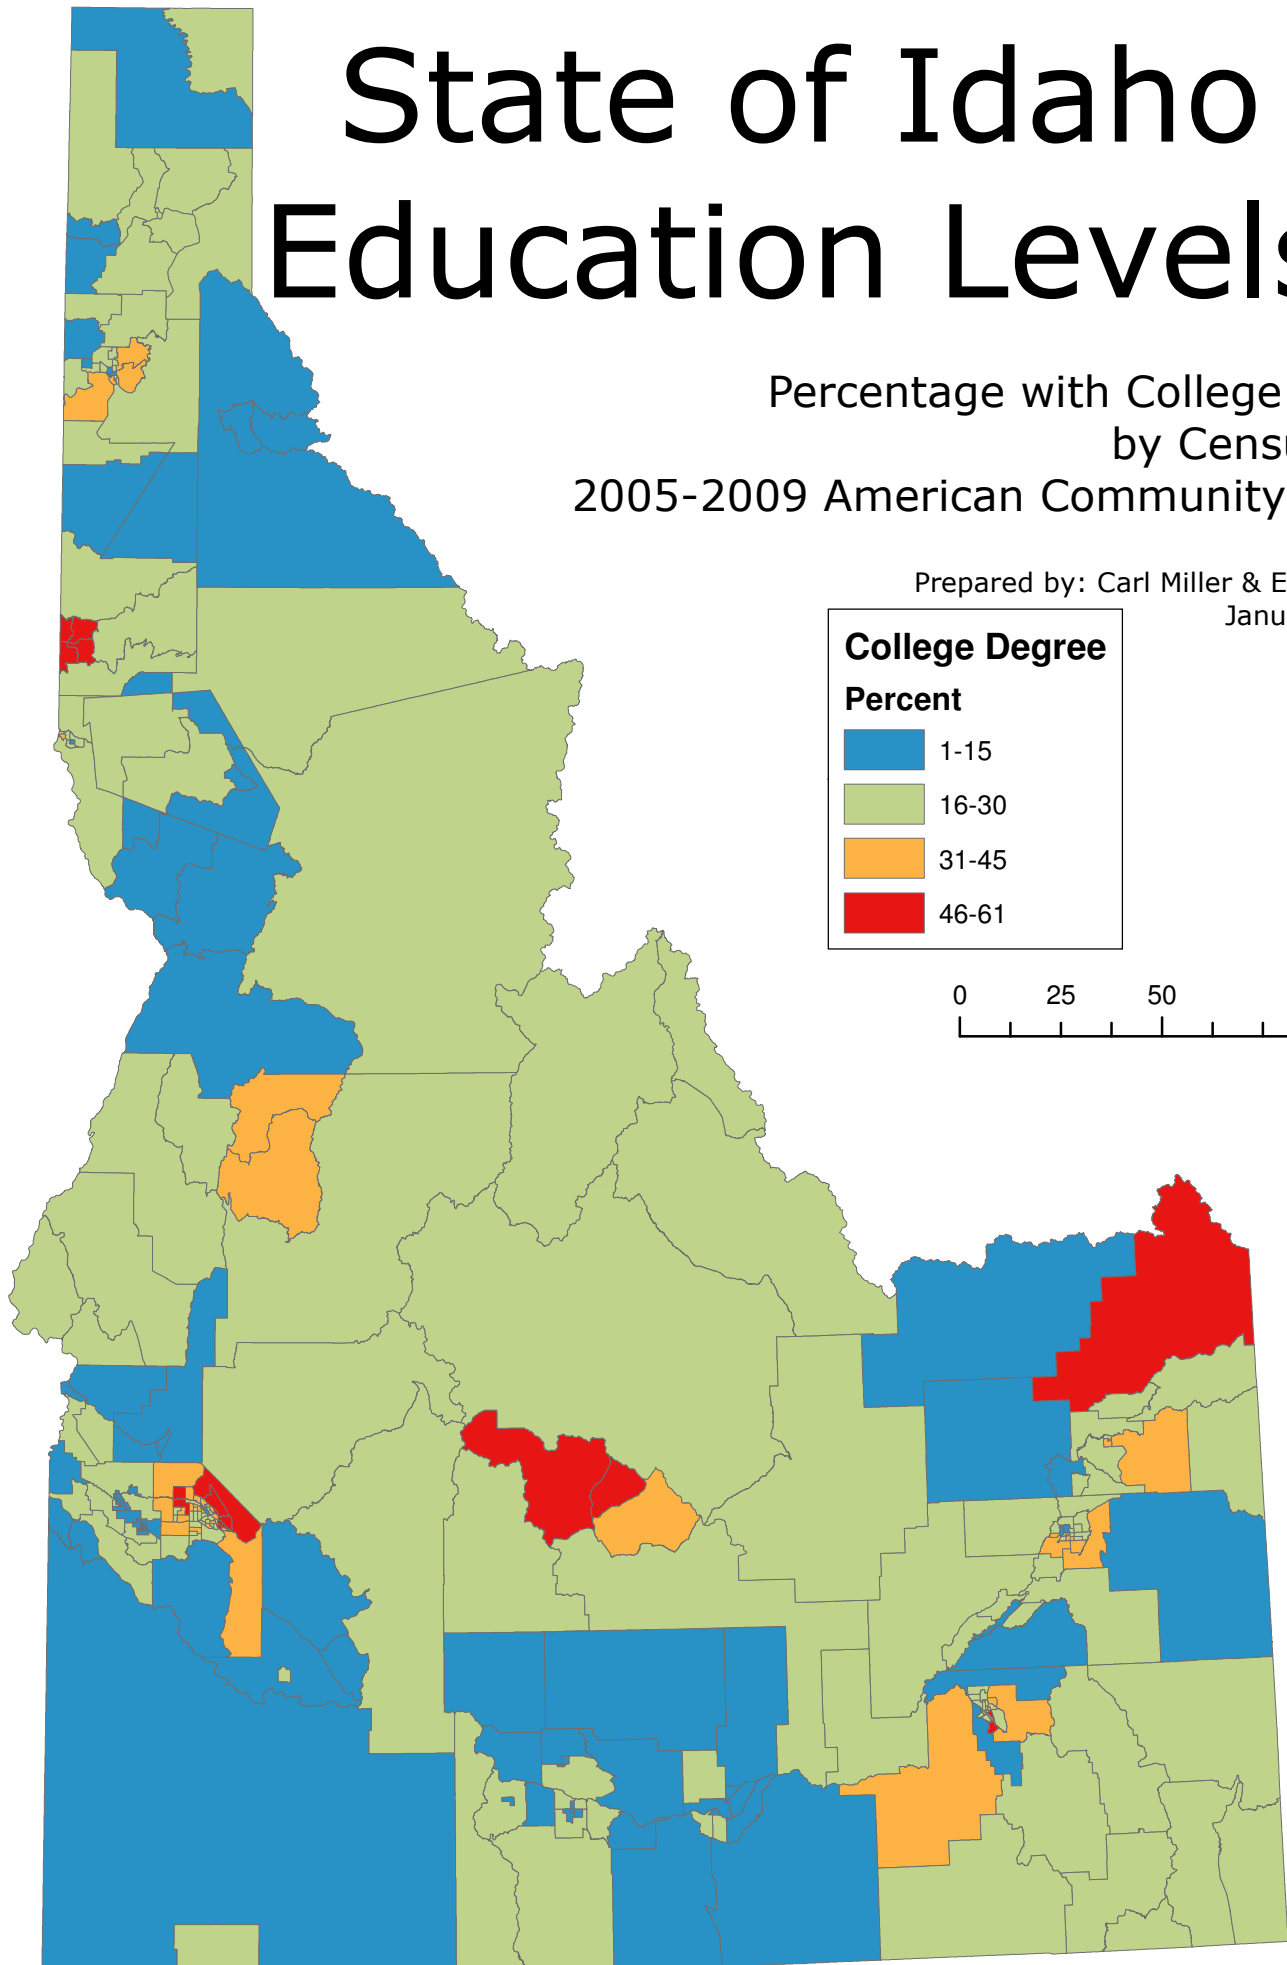 State of Idaho
Education Levels
Percentage with College
by Censu
2005-2009 American Community
Prepared by: Carl Miller & E
Janu
College Degree
Percent
1-15
16-30
31-45
46-61
0 25 50